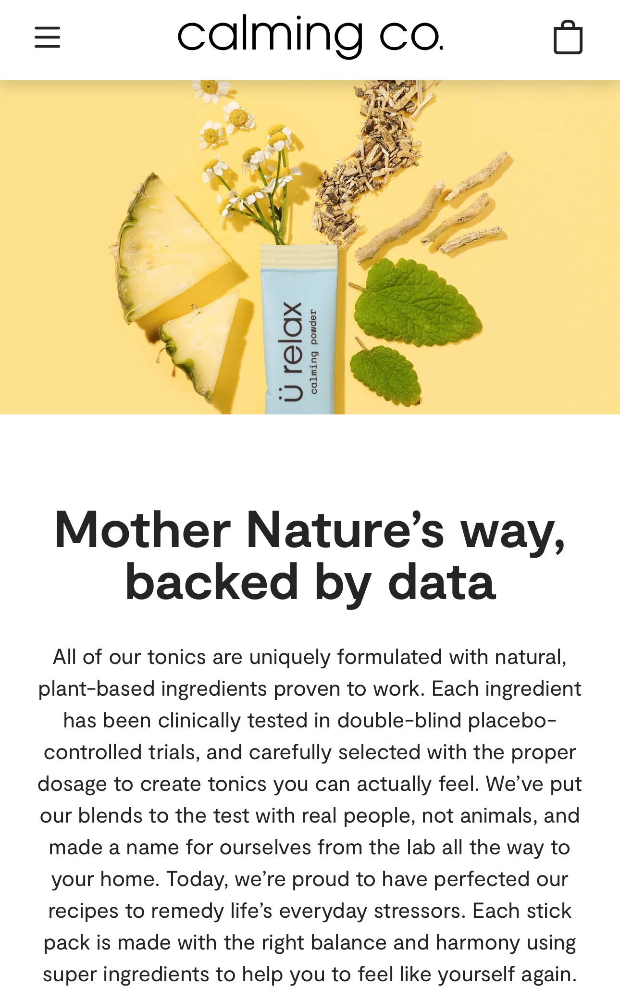 calming co.
ü relax
calming powder
Mother Nature’s way,
backed by data
All of our tonics are uniquely formulated with natural,
plant-based ingredients proven to work. Each ingredient
has been clinically tested in double-blind placebo-
controlled trials, and carefully selected with the proper
dosage to create tonics you can actually feel. We’ve put
our blends to the test with real people, not animals, and
made a name for ourselves from the lab all the way to
your home. Today, we’re proud to have perfected our
recipes to remedy life’s everyday stressors. Each stick
pack is made with the right balance and harmony using
super ingredients to help you to feel like yourself again.